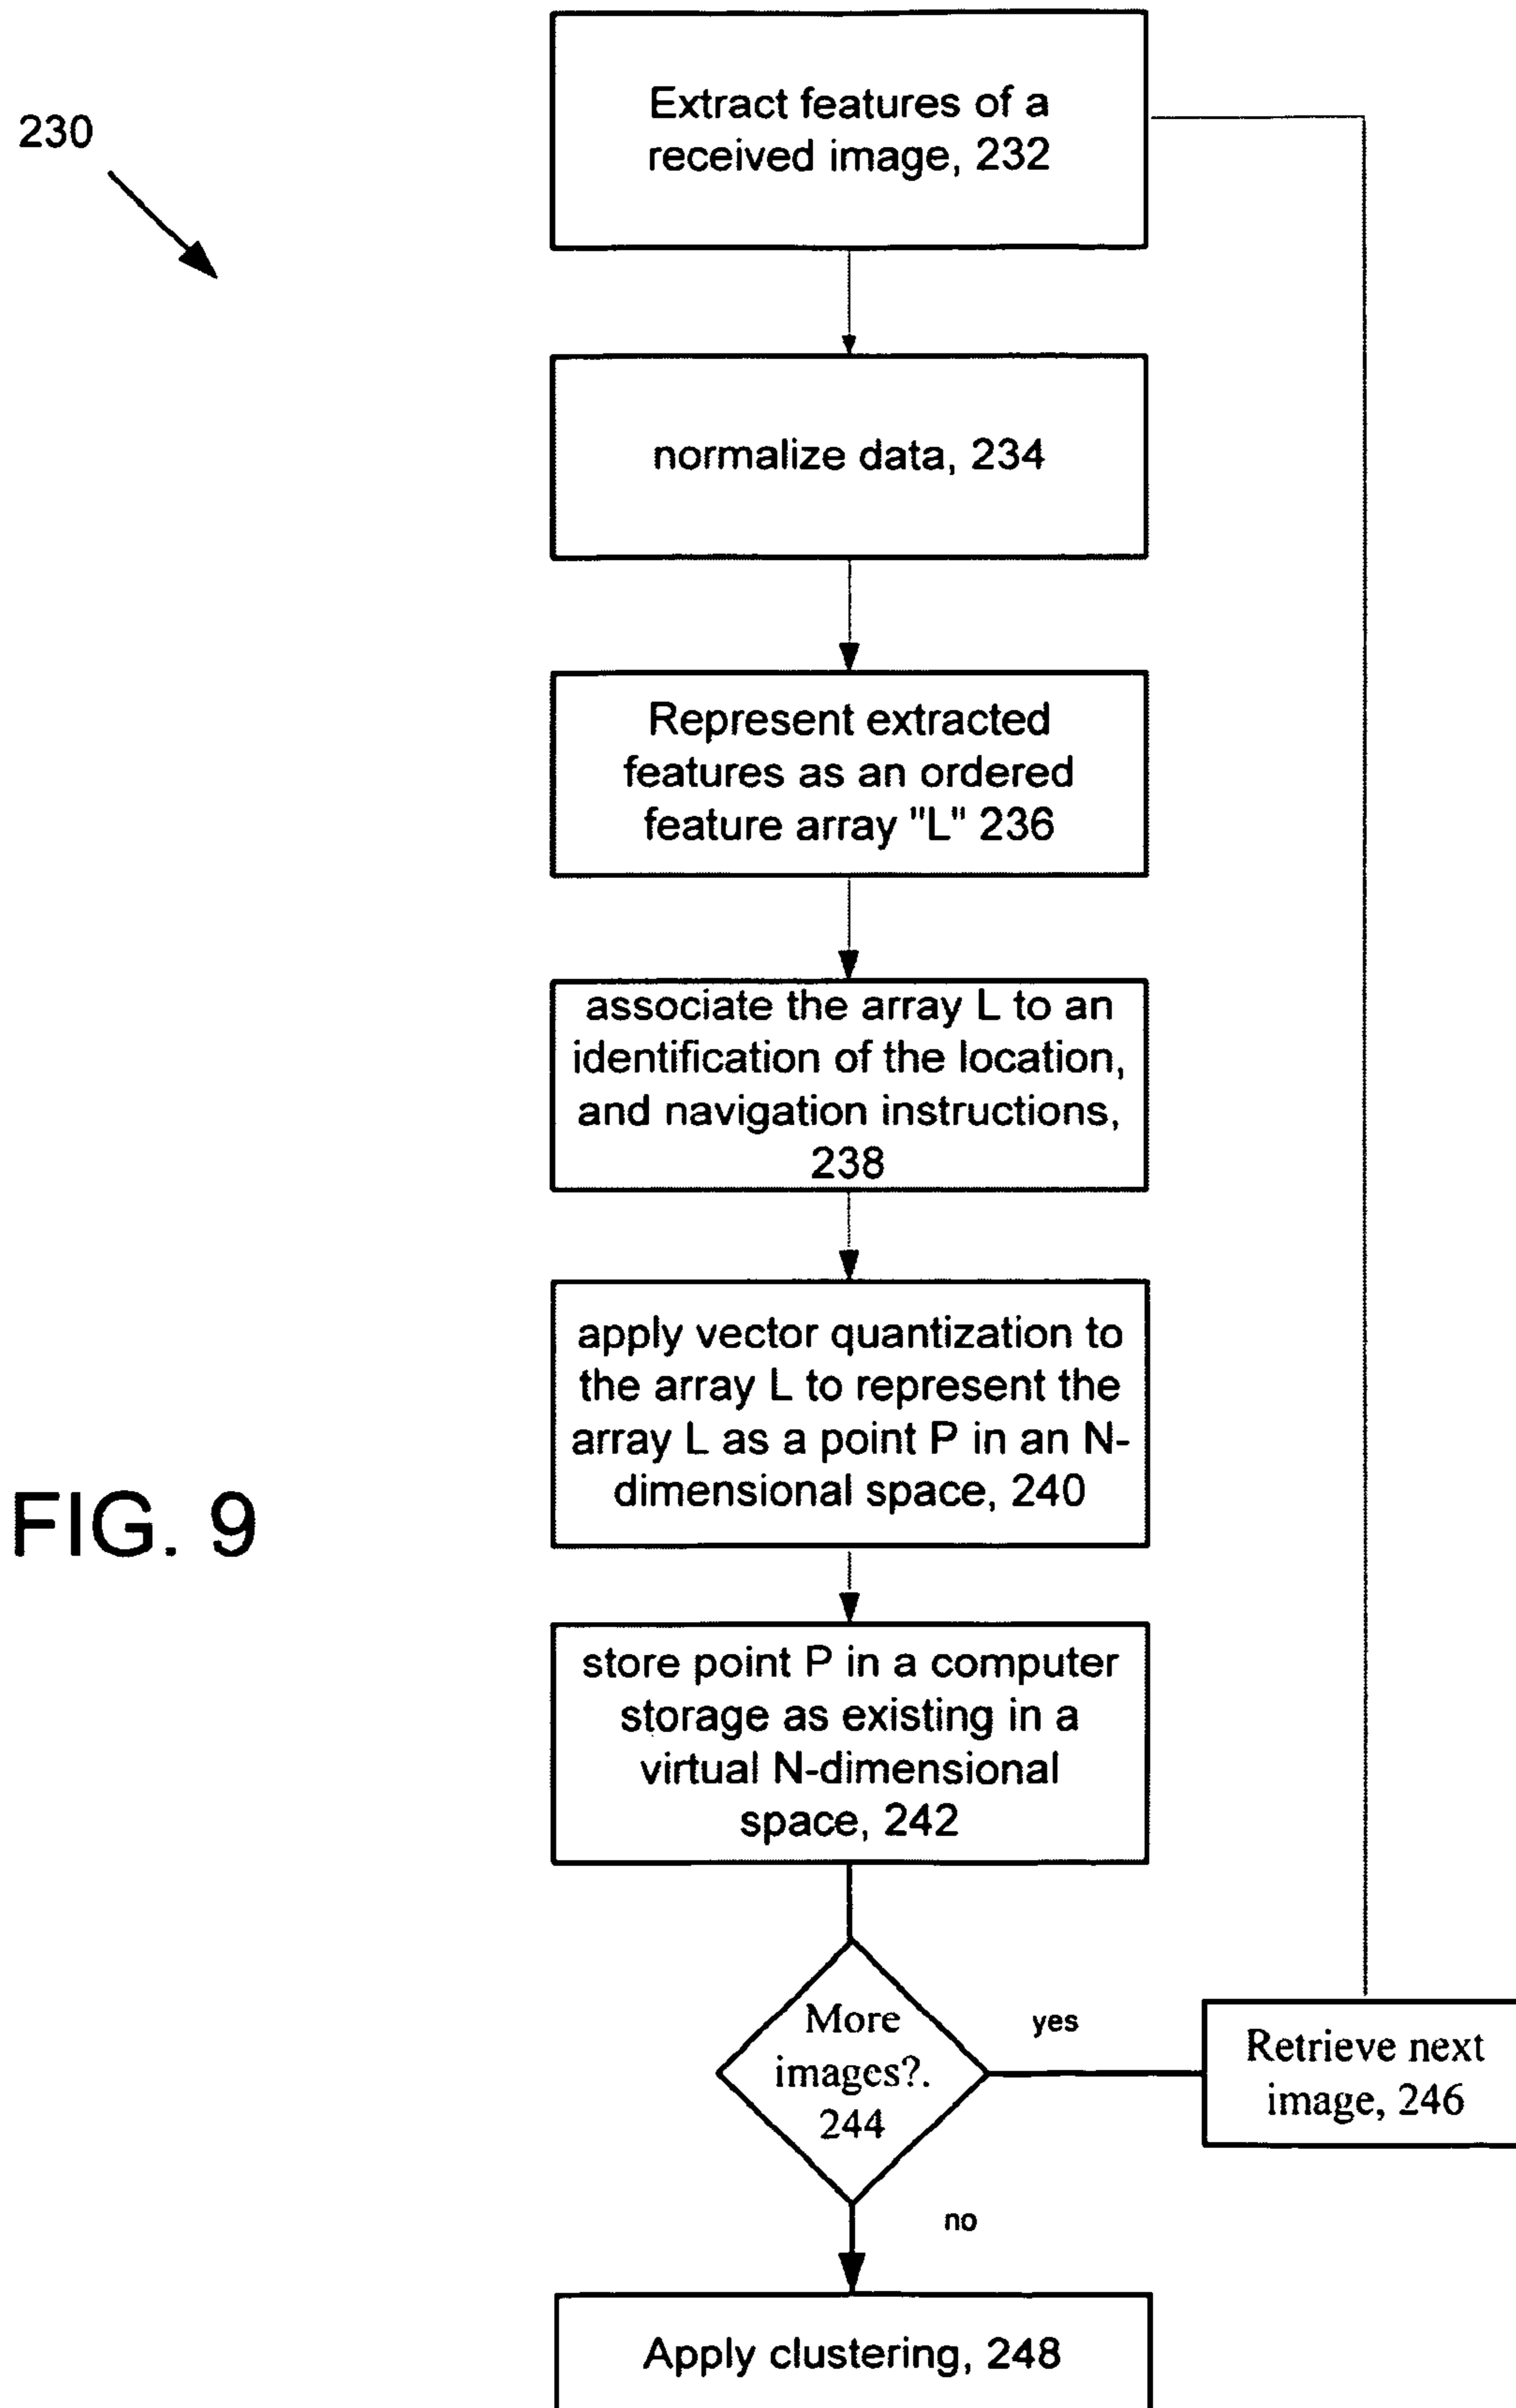 230
Extract features of a
received image, 232
normalize data, 234
Represent extracted
features as an ordered
feature array "L" 236
associate the array L to an
identification of the location,
and navigation instructions,
238
apply vector quantization to
the array L to represent the
array L as a point P in an N-
dimensional space, 240
FIG. 9
store point P in a computer
storage as existing in a
virtual N-dimensional
space, 242
More
images?.
244
yes
Retrieve next
image, 246
no
Apply clustering, 248